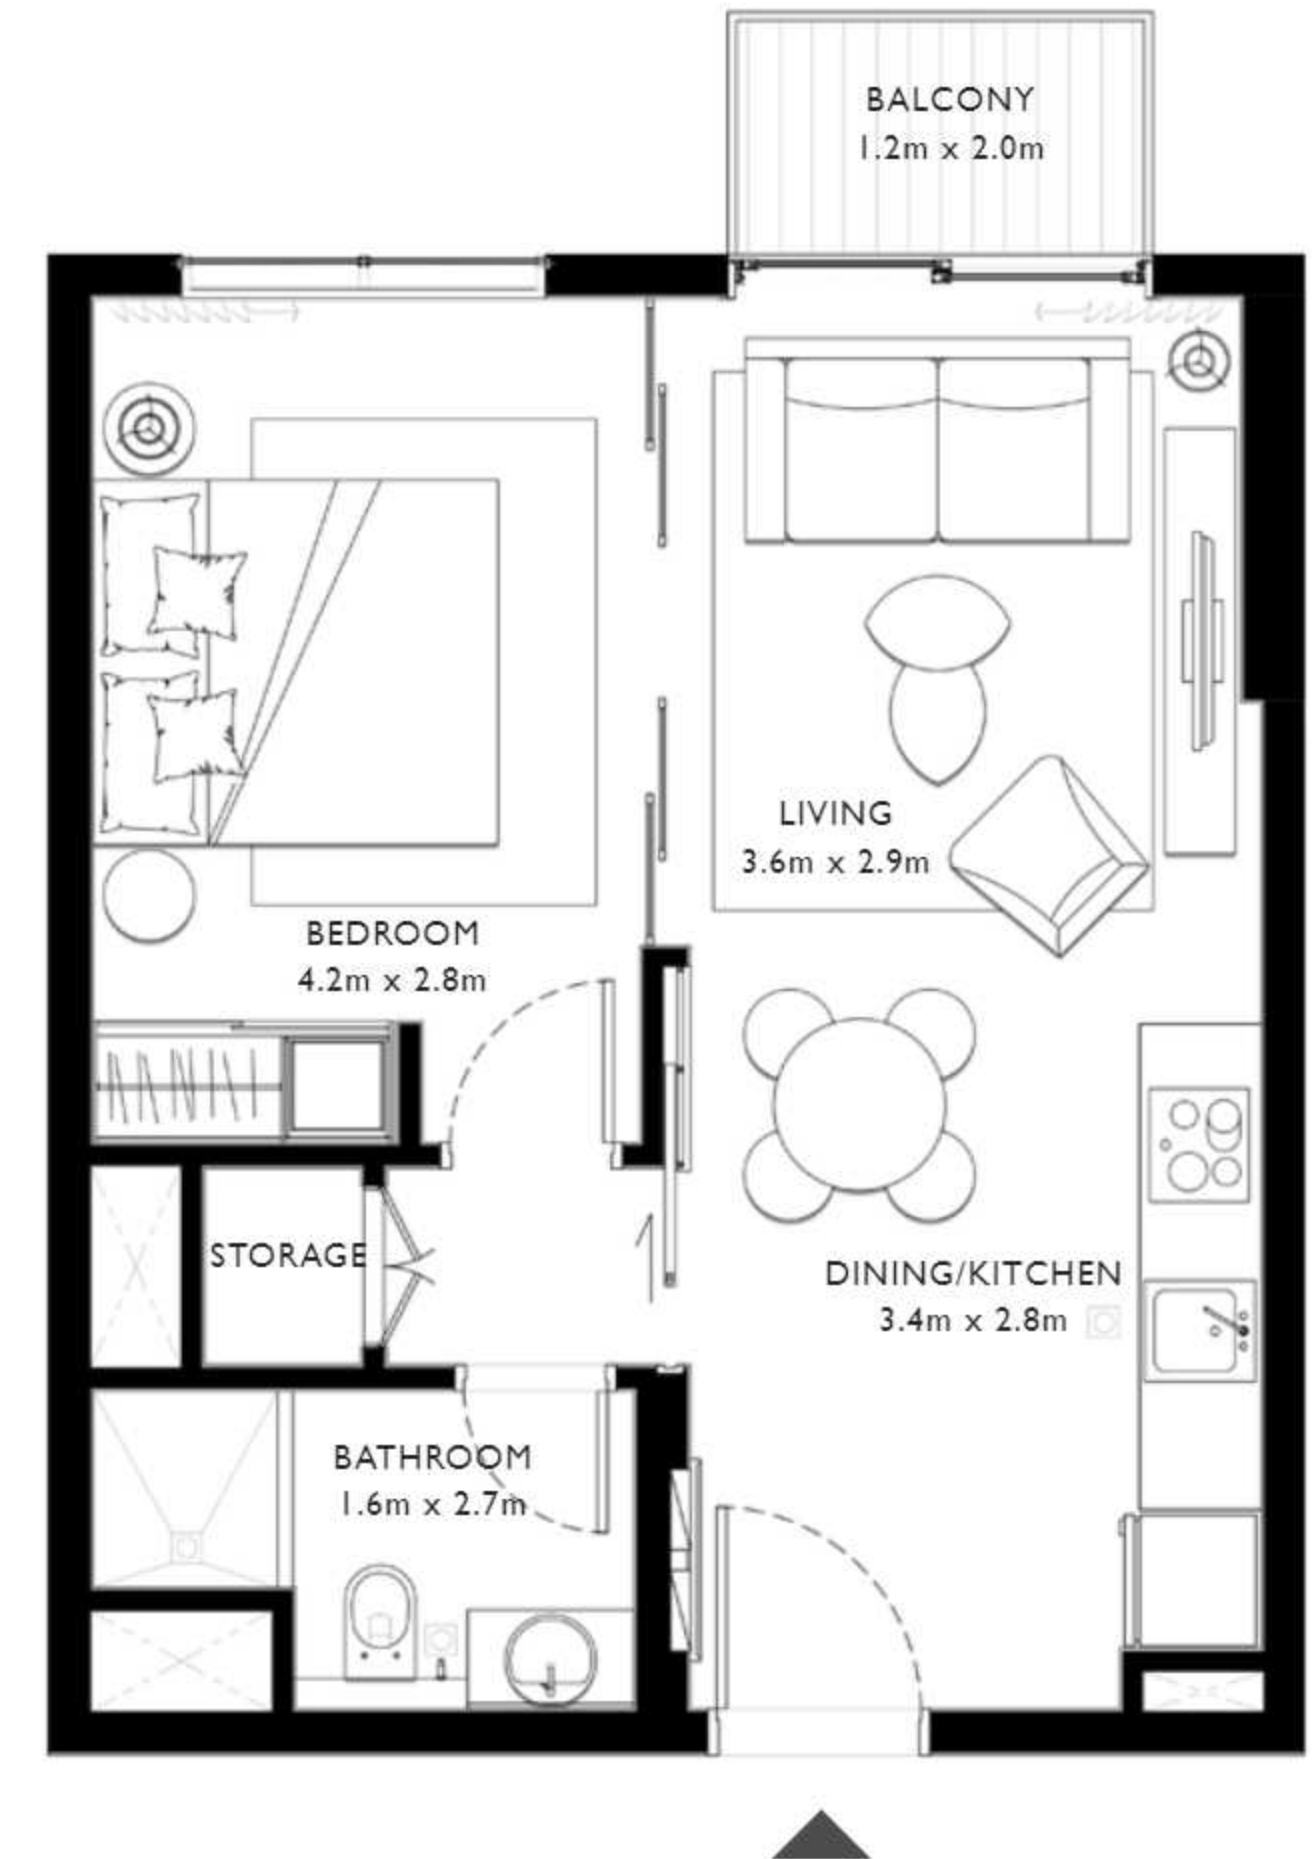 BALCONY
1.2m x 2.0m
LIVING
3.6m x 2.9m
BEDROOM
4.2m x 2.8m
STORAGE
DINING/KITCHEN
3.4m x 2.8m
BATHROOM
1.6m x 2.7m